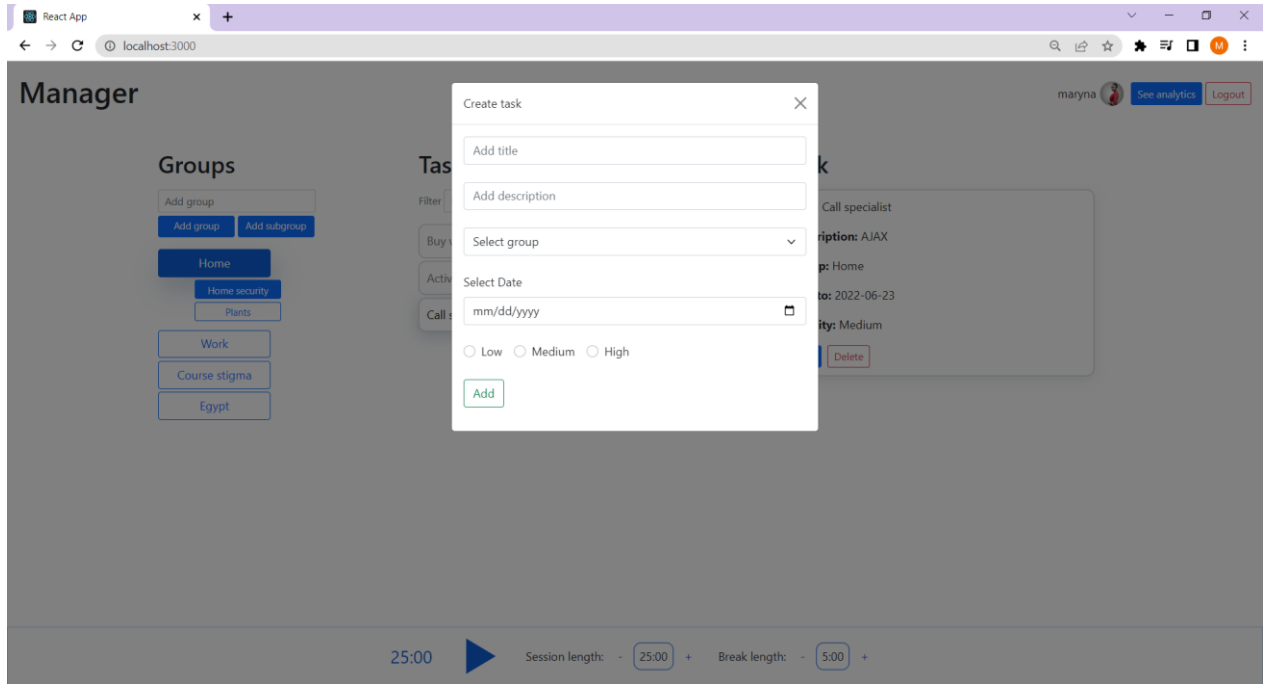 React App
localhost:3000
M
Manager
maryna
See analytics
Logout
Groups
Add group
Add group
Add subgroup
Home
Home security
Plants
Work
Course stigma
Egypt
Tas
Filter
Buy
Activ
Call s
Create task
Add title
Add description
Select group
Select Date
mm/dd/yyyy
Low
Medium
High
Add
k
Call specialist
ription: AJAX
p: Home
to: 2022-06-23
ity: Medium
Delete
25:00
Session length: - 25:00 +
Break length: - 5:00 +